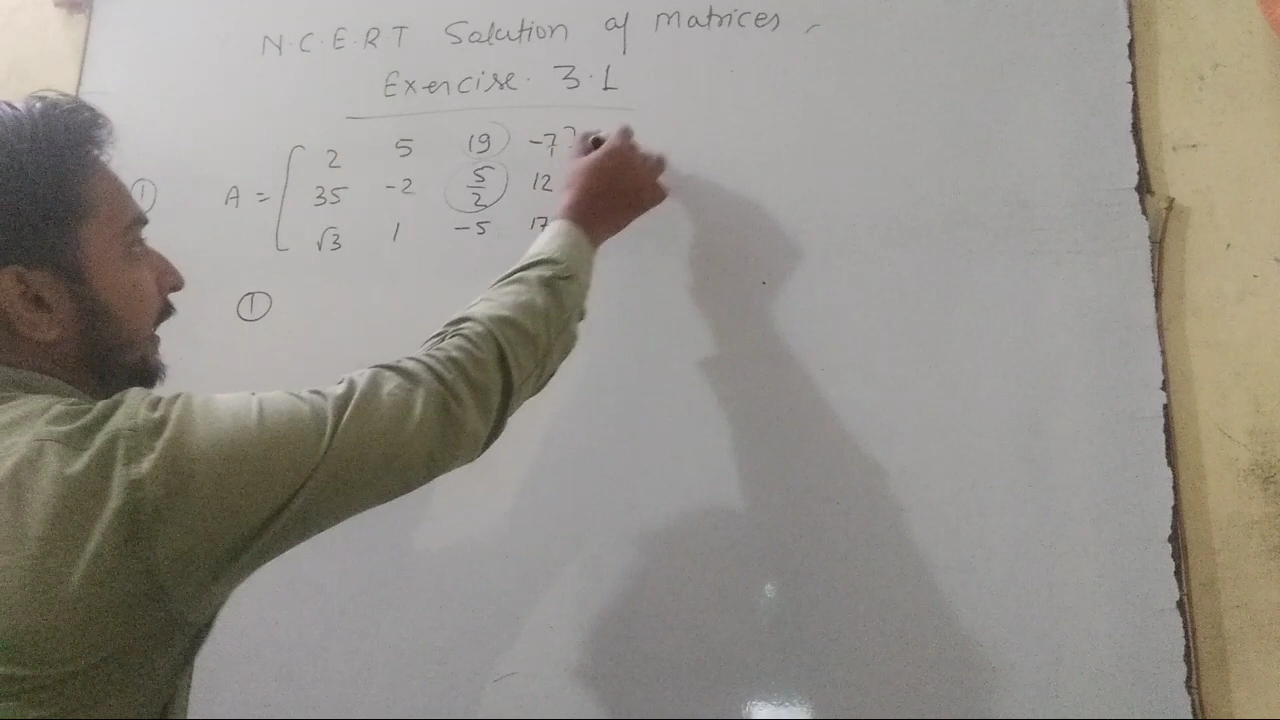 N.C.E.R.T Solution of matrices
Exercise. 3.1
2 5 19 -7
① A = 35 -2 5/2 12
√3 1 -5 17
①